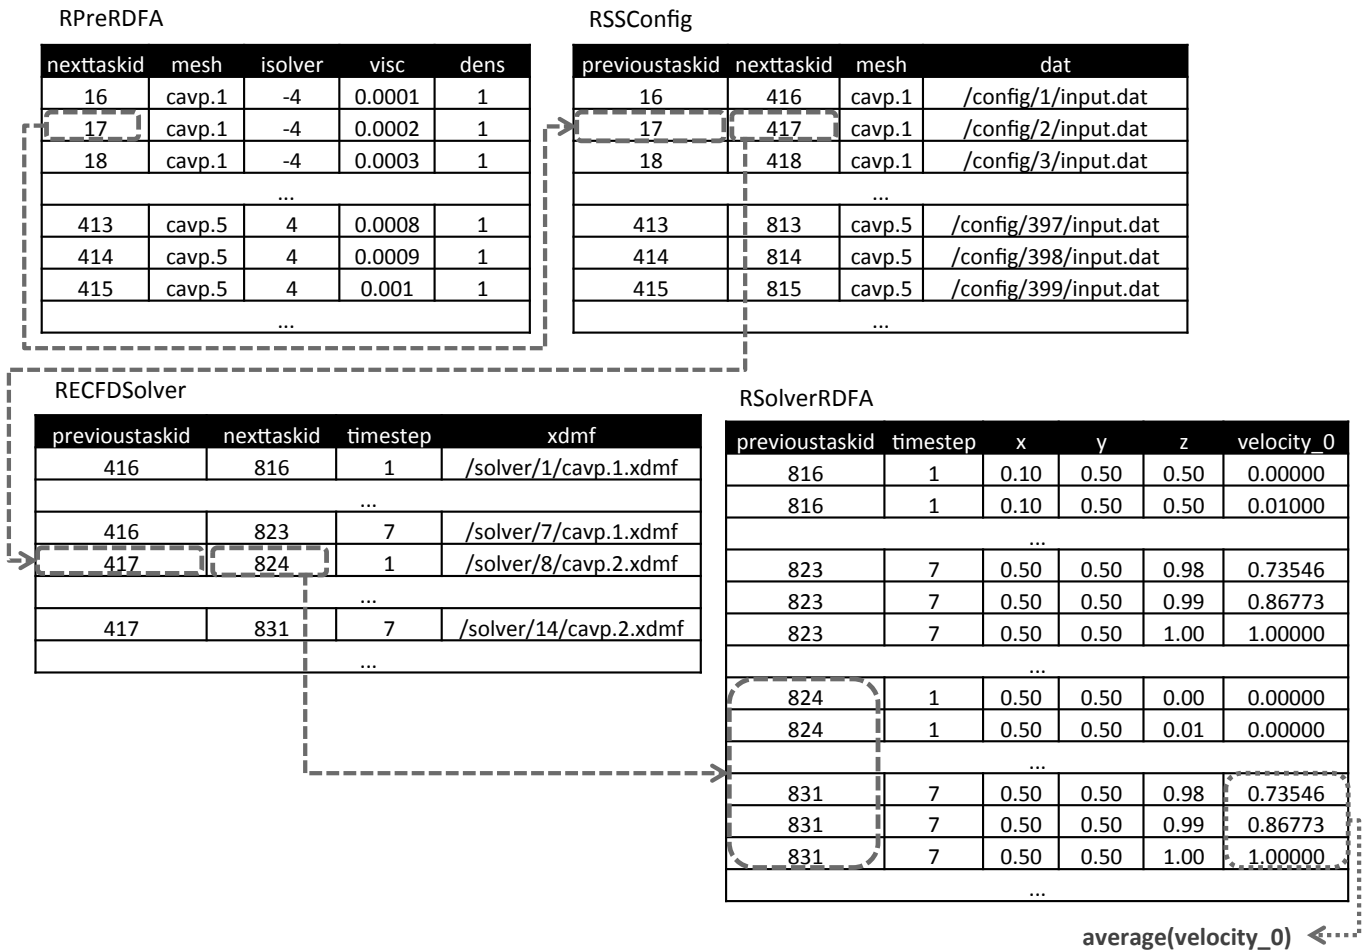 RPreRDFA
nexttaskid mesh isolver visc dens
16 cavp.1 -4 0.0001 1
17 cavp.1 -4 0.0002 1
18 cavp.1 -4 0.0003 1
...
413 cavp.5 4 0.0008 1
414 cavp.5 4 0.0009 1
415 cavp.5 4 0.001 1
...
RSSConfig
previoustaskid nexttaskid mesh dat
16 416 cavp.1 /config/1/input.dat
17 417 cavp.1 /config/2/input.dat
18 418 cavp.1 /config/3/input.dat
...
413 813 cavp.5 /config/397/input.dat
414 814 cavp.5 /config/398/input.dat
415 815 cavp.5 /config/399/input.dat
...
RECFDSolver
previoustaskid nexttaskid timestep xdmf
416 816 1 /solver/1/cavp.1.xdmf
...
416 823 7 /solver/7/cavp.1.xdmf
417 824 1 /solver/8/cavp.2.xdmf
...
417 831 7 /solver/14/cavp.2.xdmf
...
RSolverRDFA
previoustaskid timestep x y z velocity_0
816 1 0.10 0.50 0.50 0.00000
816 1 0.10 0.50 0.50 0.01000
...
823 7 0.50 0.50 0.98 0.73546
823 7 0.50 0.50 0.99 0.86773
823 7 0.50 0.50 1.00 1.00000
...
824 1 0.50 0.50 0.00 0.00000
824 1 0.50 0.50 0.01 0.00000
...
831 7 0.50 0.50 0.98 0.73546
831 7 0.50 0.50 0.99 0.86773
831 7 0.50 0.50 1.00 1.00000
...
average(velocity_0)